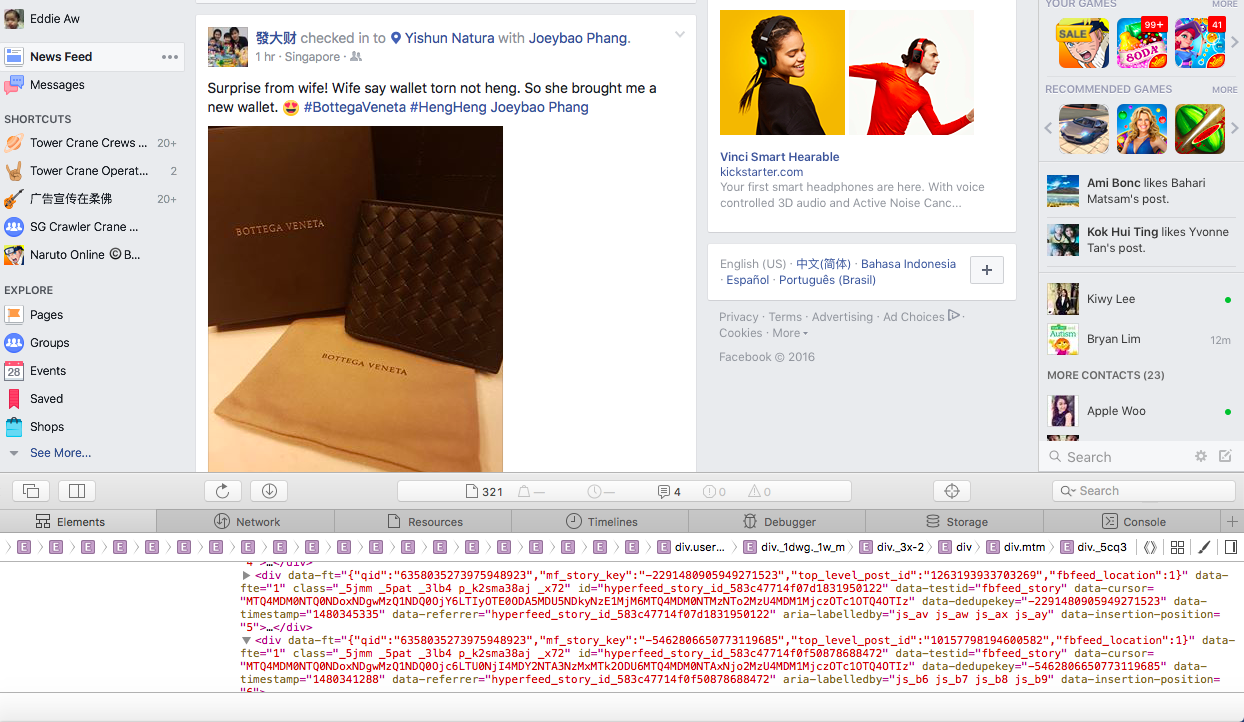 Eddie Aw
News Feed
Messages
SHORTCUTS
Tower Crane Crews ... 20+
Tower Crane Operat... 2
广告宣传在柔佛 20+
SG Crawler Crane ...
Naruto Online ©B...
EXPLORE
Pages
Groups
28 Events
Saved
Shops
See More...
發大财 checked in to Yishun Natura with Joeybao Phang.
1 hr · Singapore ·
Surprise from wife! Wife say wallet torn not heng. So she brought me a
new wallet. 😍 #BottegaVeneta #HengHeng Joeybao Phang
BOTTEGA VENETA
BOTTEGA VENETA
Vinci Smart Hearable
kickstarter.com
Your first smart headphones are here. With voice
controlled 3D audio and Active Noise Canc...
English (US) · 中文(简体) · Bahasa Indonesia
· Español · Português (Brasil)
Privacy · Terms · Advertising · Ad Choices ·
Cookies · More
Facebook © 2016
YOUR GAMES MORE
SALE 99+ SODA 41
RECOMMENDED GAMES MORE
Ami Bonc likes Bahari
Matsam's post.
Kok Hui Ting likes Yvonne
Tan's post.
Kiwy Lee
Autism
Bryan Lim 12m
MORE CONTACTS (23)
Apple Woo
Search
321 — — 4 0 0 Search
Elements Network Resources Timelines Debugger Storage Console
E E E E E E E E E E E E E E E E E E E E E div.user... E div._1dwg._1w_m E div._3x-2 E div E div.mtm E div._5cq3
4">…</div>
<div data-ft="{"qid":"6358035273975948923","mf_story_key":"-2291480905949271523","top_level_post_id":"1263193933703269","fbfeed_location":1}" data-
fte="1" class="_5jmm _5pat _3lb4 p_k2sma38aj _x72" id="hyperfeed_story_id_583c47714f07d1831950122" data-testid="fbfeed_story" data-cursor=
"MTQ4MDM0NTQ0NDoxNDgwMzQ1NDQ0OjY6LTIyOTE0ODA5MDU5NDkyNzE1MjM6MTQ4MDM0NTMzNTo2MzU4MDM1MjczOTc1OTQ4OTIz" data-dedupekey="-2291480905949271523" data-
timestamp="1480345335" data-referrer="hyperfeed_story_id_583c47714f07d1831950122" aria-labelledby="js_av js_aw js_ax js_ay" data-insertion-position=
"5">…</div>
<div data-ft="{"qid":"6358035273975948923","mf_story_key":"-5462806650773119685","top_level_post_id":"10157798194600582","fbfeed_location":1}" data-
fte="1" class="_5jmm _5pat _3lb4 p_k2sma38aj _x72" id="hyperfeed_story_id_583c47714f0f50878688472" data-testid="fbfeed_story" data-cursor=
"MTQ4MDM0NTQ0NDoxNDgwMzQ1NDQ0Ojc6LTU0NjI4MDY2NTA3NzMxMTk2ODU6MTQ4MDM0NTAxNjo2MzU4MDM1MjczOTc1OTQ4OTIz" data-dedupekey="-5462806650773119685" data-
timestamp="1480341288" data-referrer="hyperfeed_story_id_583c47714f0f50878688472" aria-labelledby="js_b6 js_b7 js_b8 js_b9" data-insertion-position=
"6">